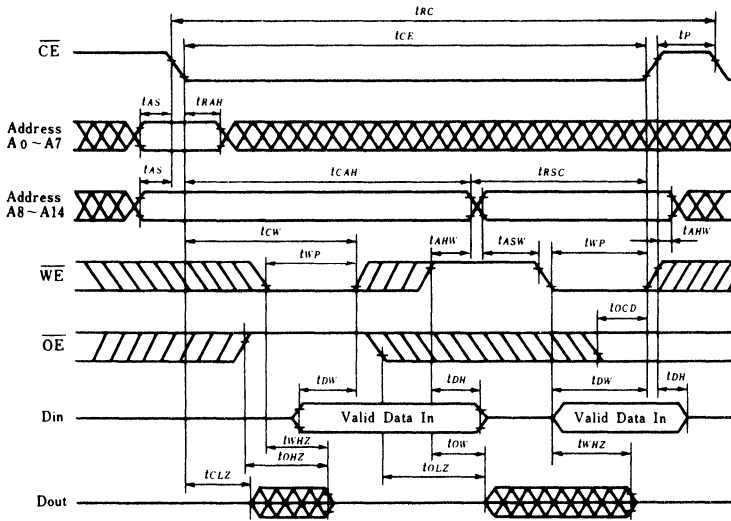 tRC
tCE
tP
CE
tAS
tRAH
Address
A0~A7
tAS
tCAH
tRSC
Address
A8~A14
tCW
tAHW
tASW
tWP
tAHW
tWP
WE
tOCD
OE
tDW
tDH
tDW
tDH
Din
Valid Data In
Valid Data In
tWHZ
tOW
tWHZ
tOHZ
tOLZ
tCLZ
Dout